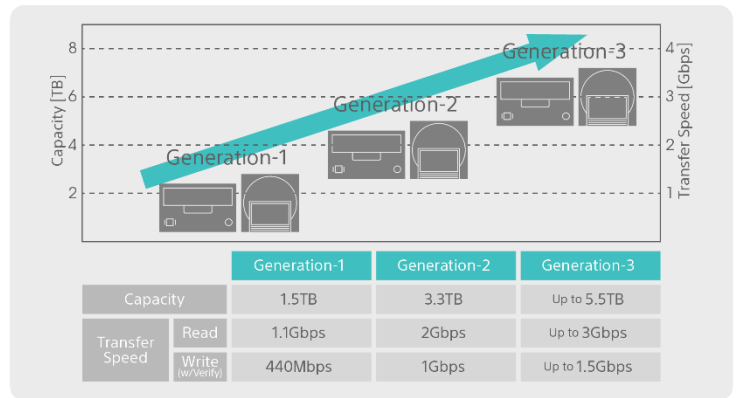 Capacity [TB]
8
6
4
2
Generation-1
Generation-2
Generation-3
4
3
2
1
Transfer Speed [Gbps]
Generation-1 Generation-2 Generation-3
Capacity 1.5TB 3.3TB Up to 5.5TB
Transfer Speed
Read 1.1Gbps 2Gbps Up to 3Gbps
Write (w/Verify) 440Mbps 1Gbps Up to 1.5Gbps